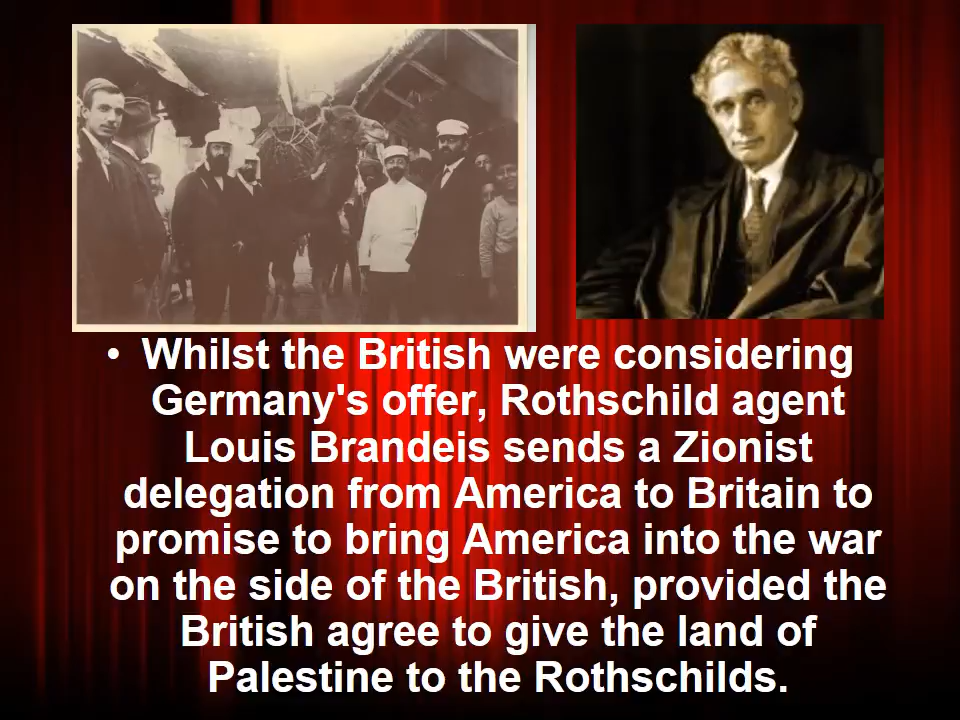 • Whilst the British were considering
Germany's offer, Rothschild agent
Louis Brandeis sends a Zionist
delegation from America to Britain to
promise to bring America into the war
on the side of the British, provided the
British agree to give the land of
Palestine to the Rothschilds.